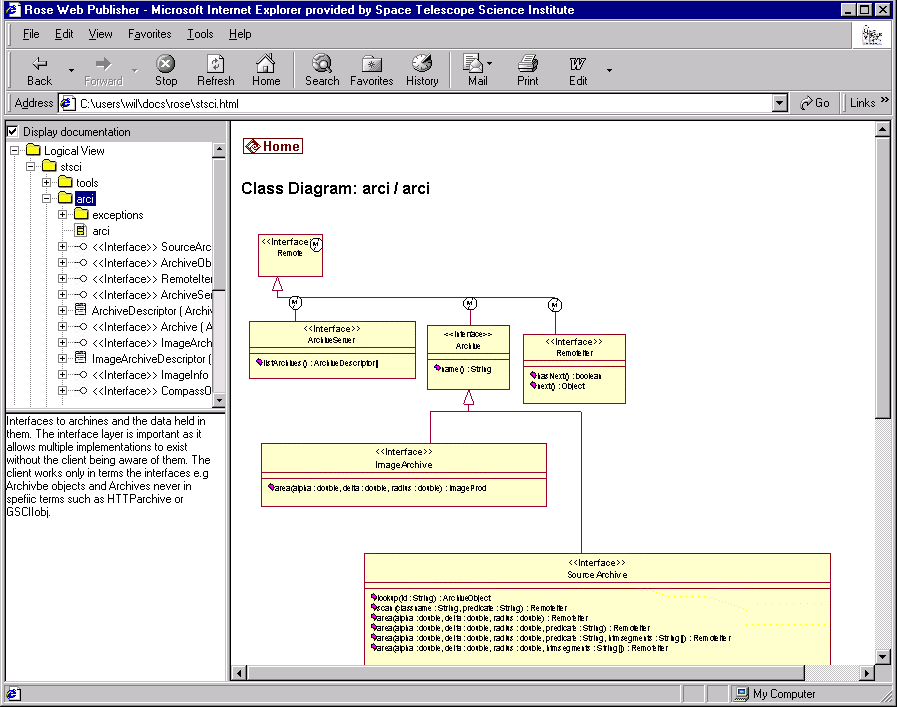 Rose Web Publisher - Microsoft Internet Explorer provided by Space Telescope Science Institute
File Edit View Favorites Tools Help
Back Forward Stop Refresh Home Search Favorites History Mail Print Edit
Address C:\users\wil\docs\rose\stsci.html Go Links »
Display documentation
Logical View
stsci
tools
arci
exceptions
arci
<<Interface>> SourceArc
<<Interface>> ArchiveOb
<<Interface>> RemoteIter
<<Interface>> ArchiveSer
ArchiveDescriptor ( Archiv
<<Interface>> Archive ( A
<<Interface>> ImageArch
ImageArchiveDescriptor (
<<Interface>> ImageInfo
<<Interface>> CompassO
Interfaces to archines and the data held in
them. The interface layer is important as it
allows multiple implementations to exist
without the client being aware of them. The
client works only in terms the interfaces e.g
Archivbe objects and Archives never in
spefiic terms such as HTTParchive or
GSCIIobj.
Home
Class Diagram: arci / arci
<<Interface
M
Remote
M
M
M
<<Interface>>
ArchiveServer
listArchives() : ArchiveDescriptor[]
<<Interface>>
Archive
name() : String
<<Interface>>
RemoteIter
hasNext() : boolean
next() : Object
<<Interface>>
ImageArchive
area(alpha : double, delta : double, radius : double) : ImageProd
<<Interface>>
SourceArchive
lookup(id : String) : ArchiveObject
scan(classname : String, predicate : String) : RemoteIter
area(alpha : double, delta : double, radius : double) : RemoteIter
area(alpha : double, delta : double, radius : double, predicate : String) : RemoteIter
area(alpha : double, delta : double, radius : double, predicate : String, htmsegments : String[]) : RemoteIter
area(alpha : double, delta : double, radius : double, htmsegments : String[]) : RemoteIter
My Computer